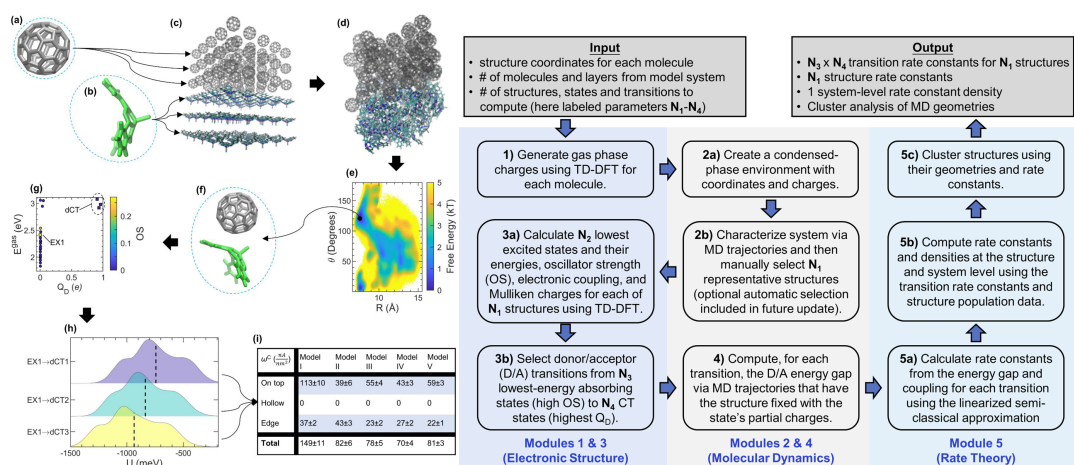 (a)
(b)
(c)
(d)
(e)
θ (Degrees)
150
100
50
0
10
15
R (Å)
5
4
3
2
1
0
Free Energy (kT)
(f)
(g)
E^gas (eV)
3
2.5
2
dCT
EX1
0
0.5
1
Q_D (e)
0.2
0.1
0
OS
(h)
EX1→dCT1
EX1→dCT2
EX1→dCT3
-1500
-1000
-500
U (meV)
(i)
Model I
Model II
Model III
Model IV
Model V
On top 113±10 39±6 55±4 43±3 59±3
Hollow 0 0 0 0 0
Edge 37±2 43±3 23±2 27±2 22±1
Total 149±11 82±6 78±5 70±4 81±3
Input
• structure coordinates for each molecule
• # of molecules and layers from model system
• # of structures, states and transitions to
compute (here labeled parameters N1-N4)
Output
• N3 x N4 transition rate constants for N1 structures
• N1 structure rate constants
• 1 system-level rate constant density
• Cluster analysis of MD geometries
1) Generate gas phase
charges using TD-DFT for
each molecule.
2a) Create a condensed-
phase environment with
coordinates and charges.
2b) Characterize system via
MD trajectories and then
manually select N1
representative structures
(optional automatic selection
included in future update).
3a) Calculate N2 lowest
excited states and their
energies, oscillator strength
(OS), electronic coupling, and
Mulliken charges for each of
N1 structures using TD-DFT.
3b) Select donor/acceptor
(D/A) transitions from N3
lowest-energy absorbing
states (high OS) to N4 CT
states (highest QD).
4) Compute, for each
transition, the D/A energy gap
via MD trajectories that have
the structure fixed with the
state's partial charges.
5a) Calculate rate constants
from the energy gap and
coupling for each transition
using the linearized semi-
classical approximation
5b) Compute rate constants
and densities at the structure
and system level using the
transition rate constants and
structure population data.
5c) Cluster structures using
their geometries and rate
constants.
Modules 1 & 3
(Electronic Structure)
Modules 2 & 4
(Molecular Dynamics)
Module 5
(Rate Theory)